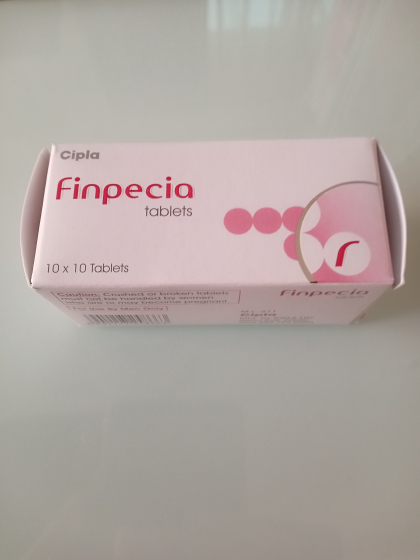 Cipla
Finpecia
tablets
10 x 10 Tablets
Caution: Crushed or broken tablets
must not be handled by women
who are or may become pregnant
[For Use By Men Only]
Finpecia
Cipla